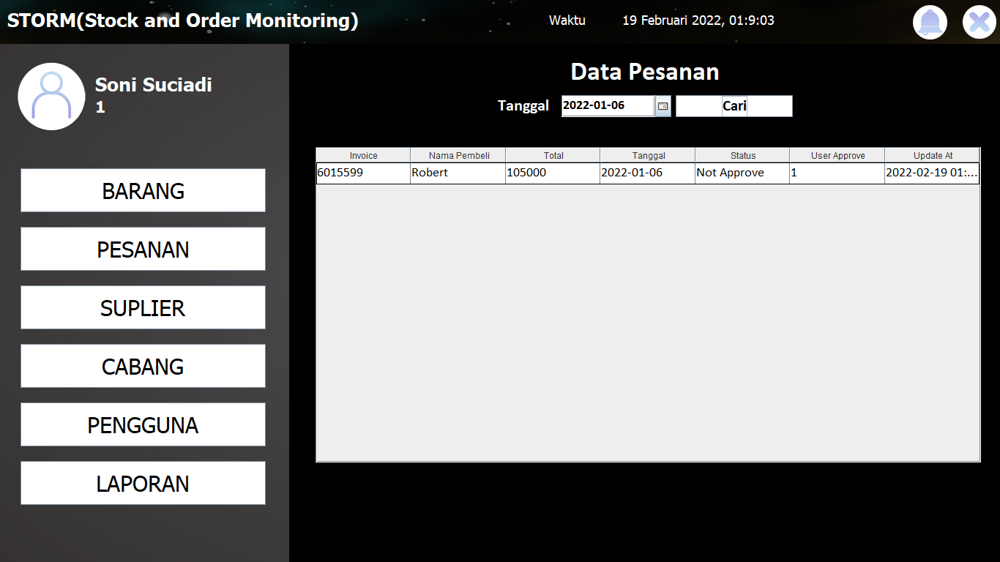 STORM(Stock and Order Monitoring) Waktu 19 Februari 2022, 01:9:03
Soni Suciadi
1
BARANG
PESANAN
SUPLIER
CABANG
PENGGUNA
LAPORAN
Data Pesanan
Tanggal 2022-01-06 Cari
Invoice Nama Pembeli Total Tanggal Status User Approve Update At
6015599 Robert 105000 2022-01-06 Not Approve 1 2022-02-19 01:...